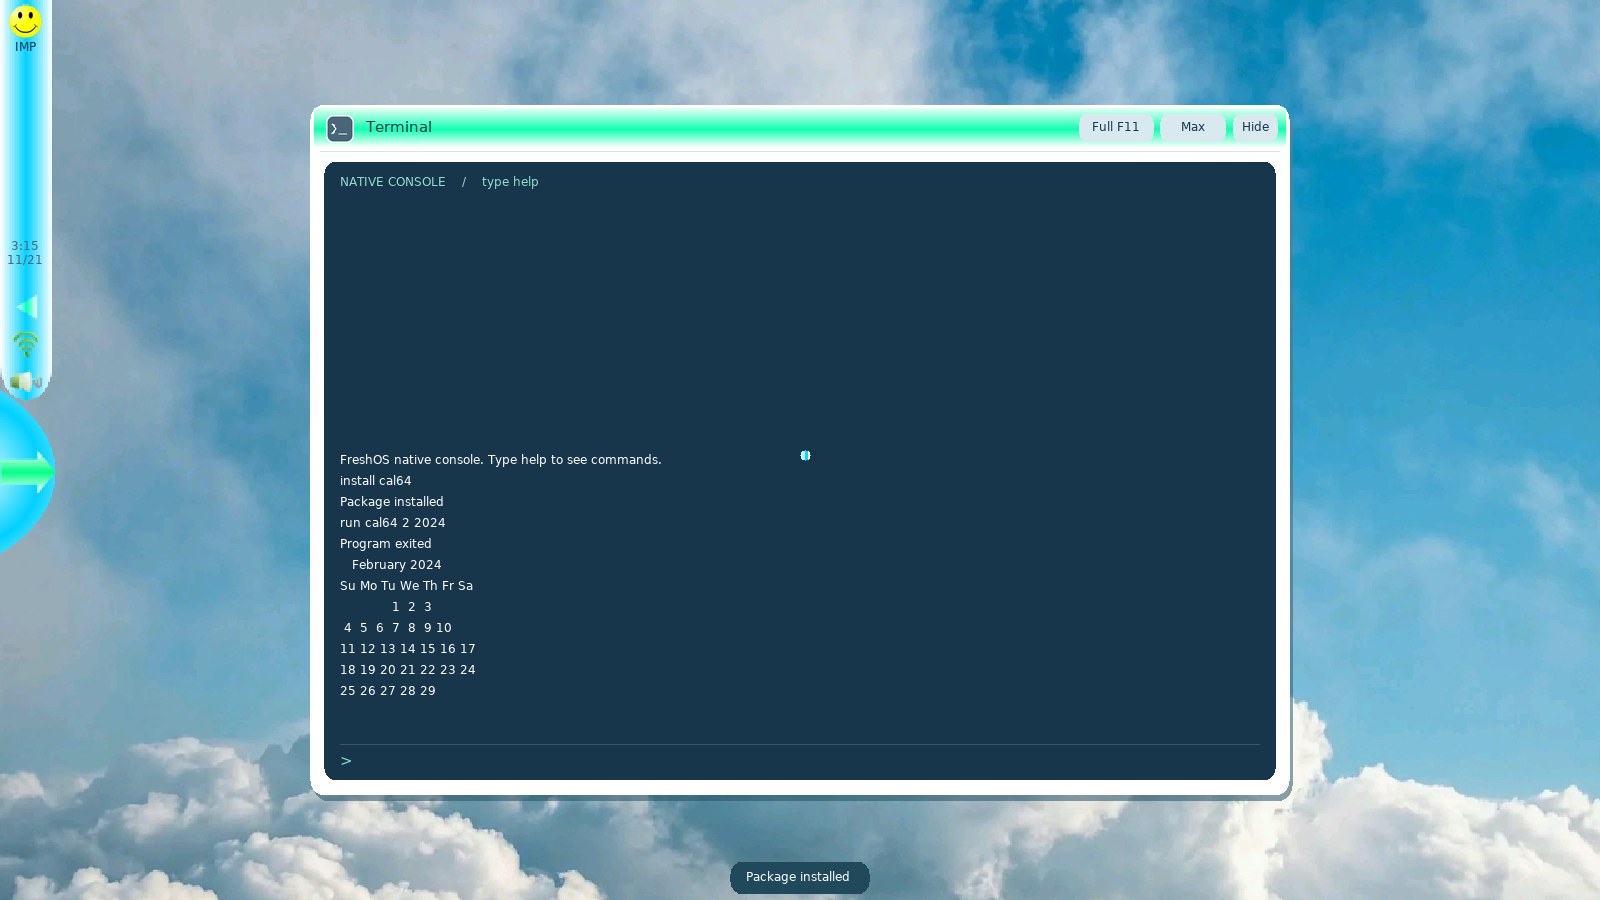 IMP
3:15
11/21
Terminal
Full F11
Max
Hide
NATIVE CONSOLE / type help
FreshOS native console. Type help to see commands.
install cal64
Package installed
run cal64 2 2024
Program exited
February 2024
Su Mo Tu We Th Fr Sa
1 2 3
4 5 6 7 8 9 10
11 12 13 14 15 16 17
18 19 20 21 22 23 24
25 26 27 28 29
>
Package installed